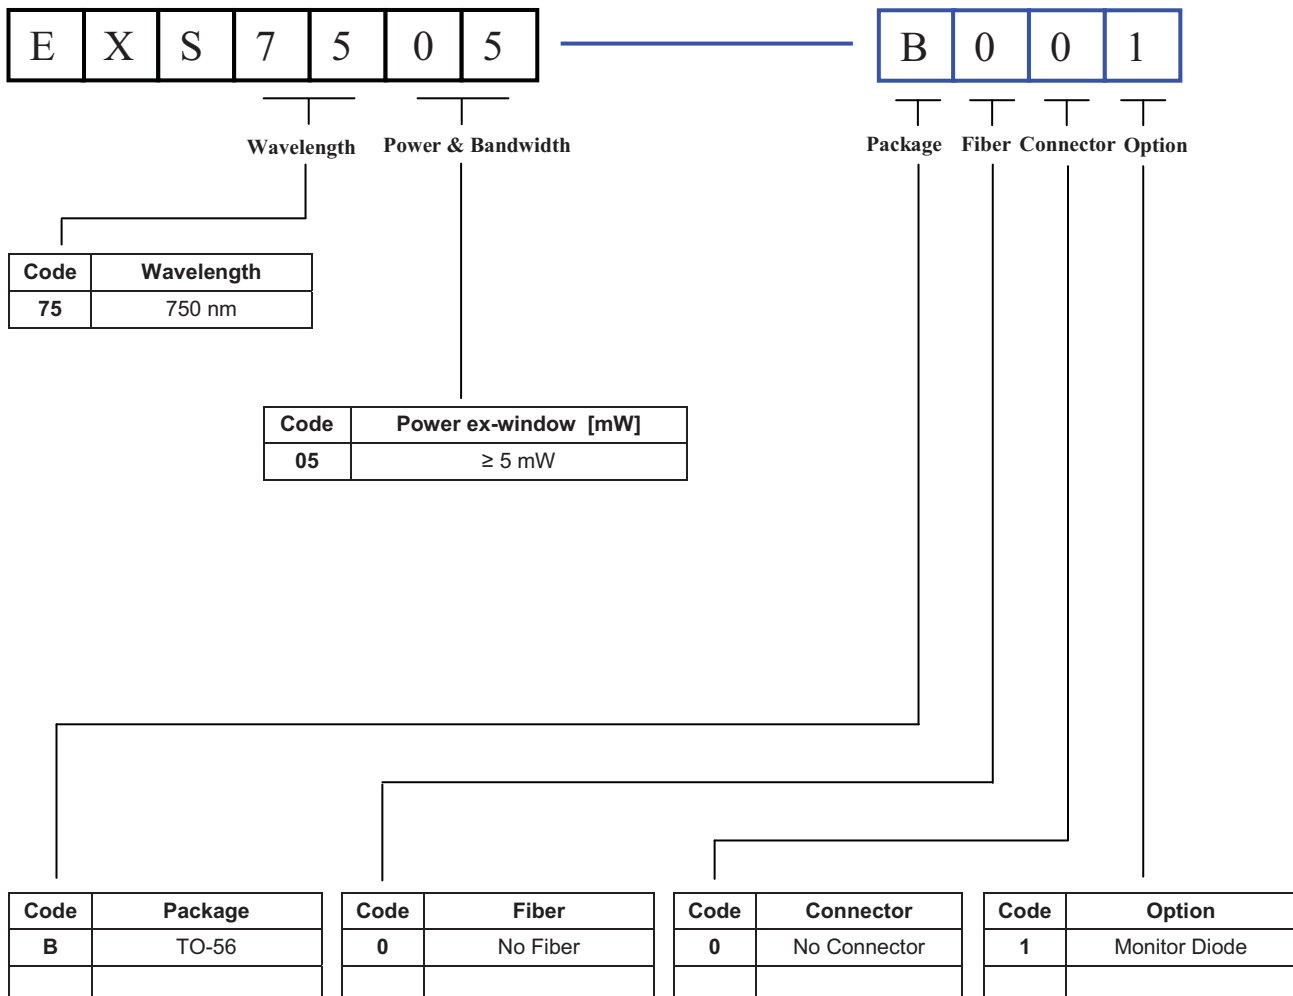 E X S 7 5 0 5 B 0 0 1
Wavelength Power & Bandwidth Package Fiber Connector Option
Code Wavelength
75 750 nm
Code Power ex-window [mW]
05 ≥ 5 mW
Code Package Code Fiber Code Connector Code Option
B TO-56 0 No Fiber 0 No Connector 1 Monitor Diode